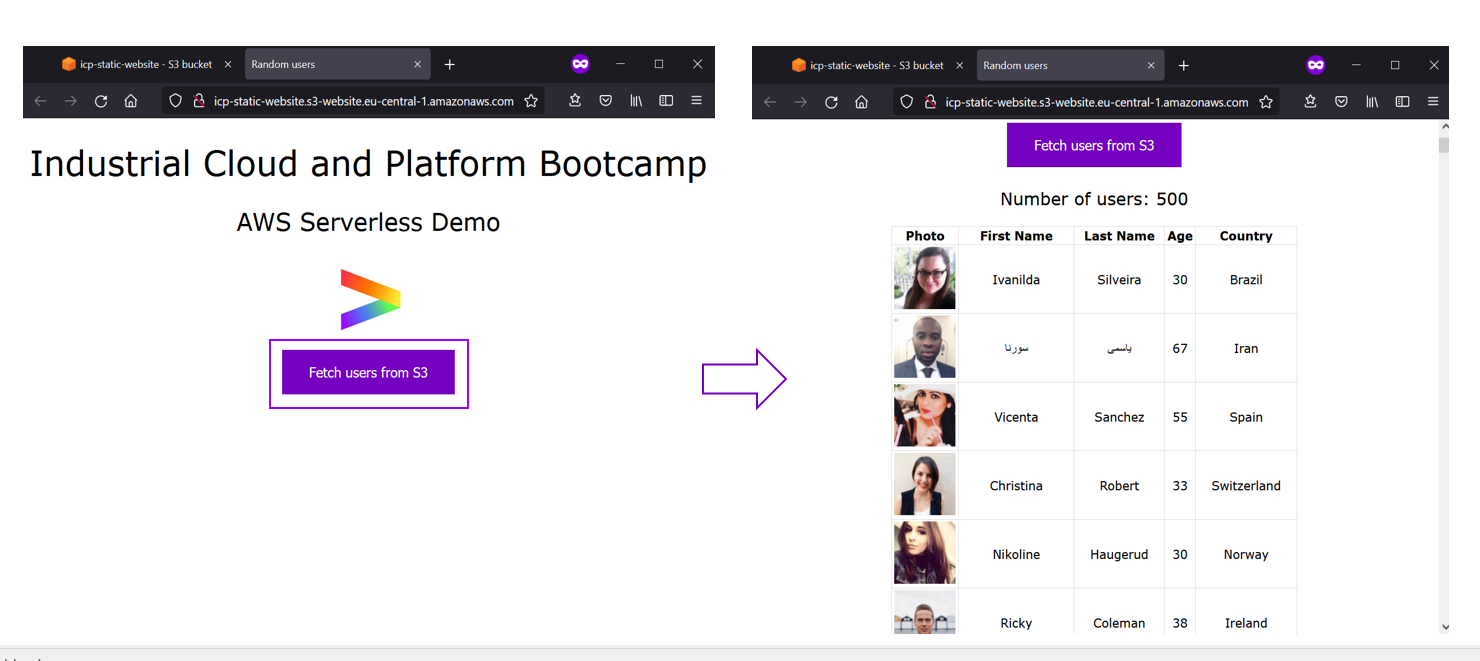 icp-static-website - S3 bucket
Random users
icp-static-website.s3-website.eu-central-1.amazonaws.com
Industrial Cloud and Platform Bootcamp
AWS Serverless Demo
Fetch users from S3
icp-static-website - S3 bucket
Random users
icp-static-website.s3-website.eu-central-1.amazonaws.com
Fetch users from S3
Number of users: 500
Photo First Name Last Name Age Country
Ivanilda Silveira 30 Brazil
سورنا یاسمی 67 Iran
Vicenta Sanchez 55 Spain
Christina Robert 33 Switzerland
Nikoline Haugerud 30 Norway
Ricky Coleman 38 Ireland